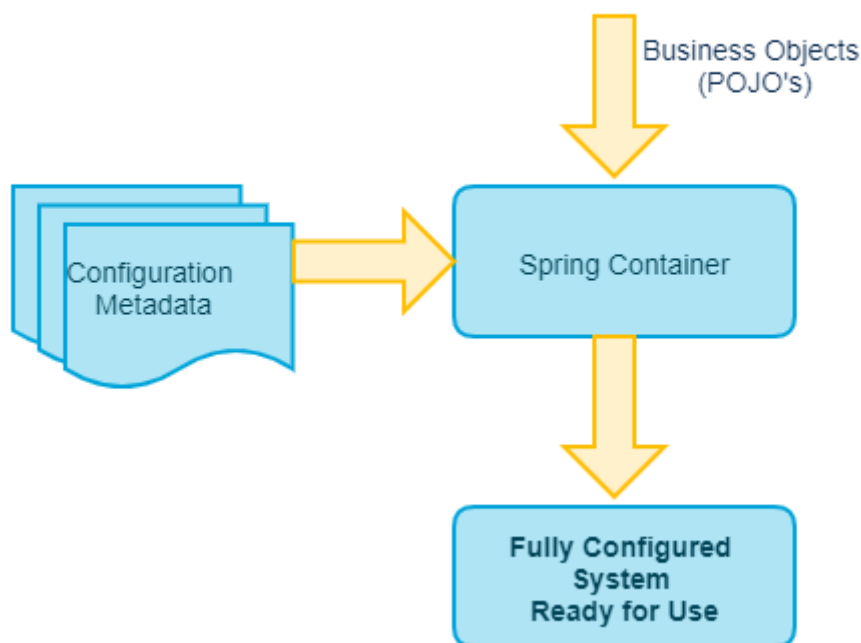 Business Objects
(POJO's)
Configuration
Metadata
Spring Container
Fully Configured
System
Ready for Use